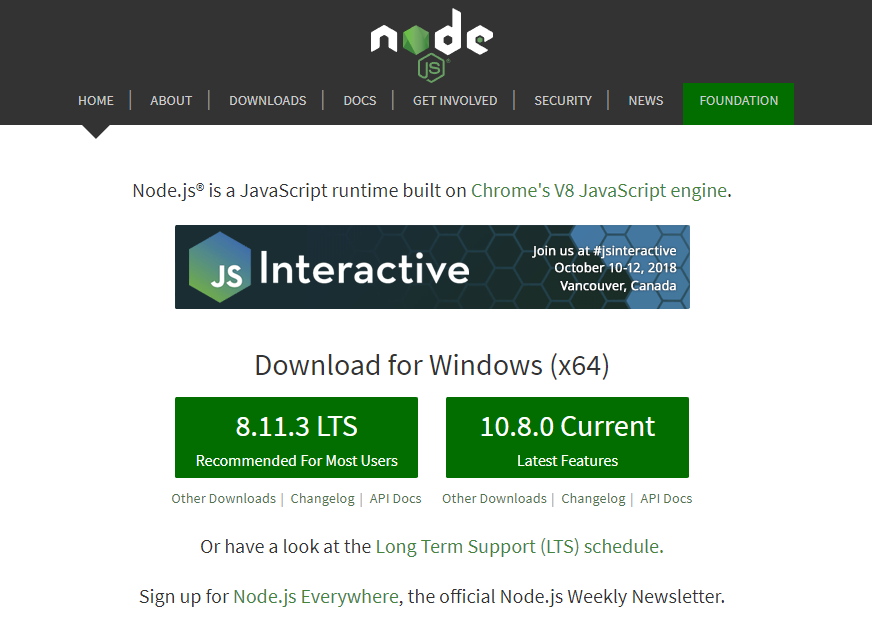 node
JS
HOME | ABOUT | DOWNLOADS | DOCS | GET INVOLVED | SECURITY | NEWS FOUNDATION
Node.js® is a JavaScript runtime built on Chrome's V8 JavaScript engine.
JS Interactive
Join us at #jsinteractive
October 10-12, 2018
Vancouver, Canada
Download for Windows (x64)
8.11.3 LTS
Recommended For Most Users
10.8.0 Current
Latest Features
Other Downloads | Changelog | API Docs
Other Downloads | Changelog | API Docs
Or have a look at the Long Term Support (LTS) schedule.
Sign up for Node.js Everywhere, the official Node.js Weekly Newsletter.